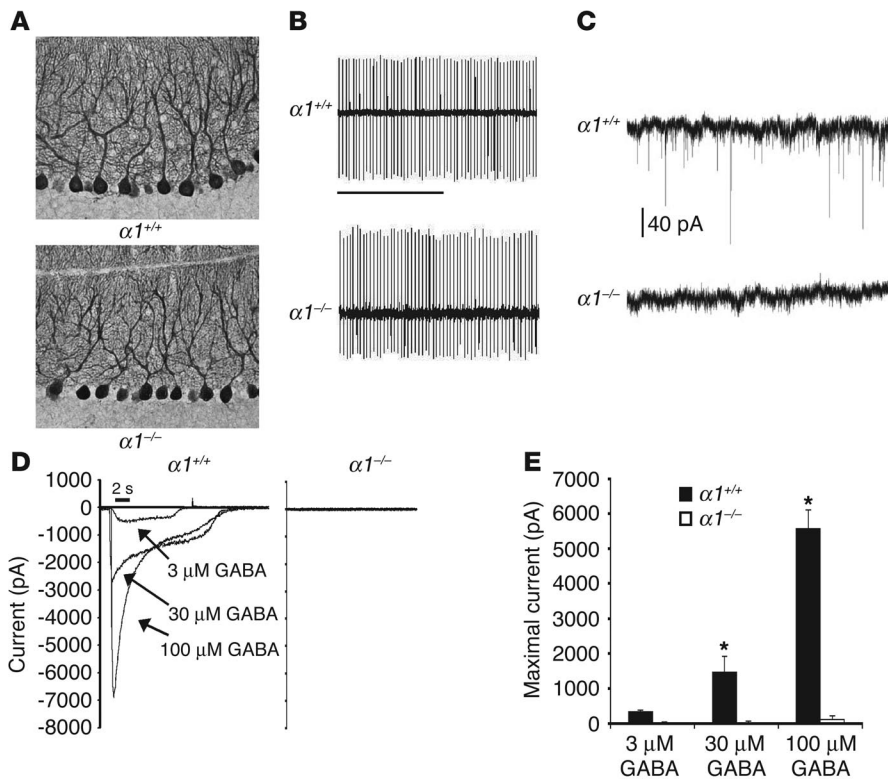 A
α1+/+
α1–/–
B
α1+/+
α1–/–
C
α1+/+
40 pA
α1–/–
D
α1+/+
α1–/–
Current (pA)
1000
0
-1000
-2000
-3000
-4000
-5000
-6000
-7000
-8000
2 s
3 μM GABA
30 μM GABA
100 μM GABA
E
Maximal current (pA)
7000
6000
5000
4000
3000
2000
1000
0
α1+/+
α1–/–
*
*
3 μM
GABA
30 μM
GABA
100 μM
GABA